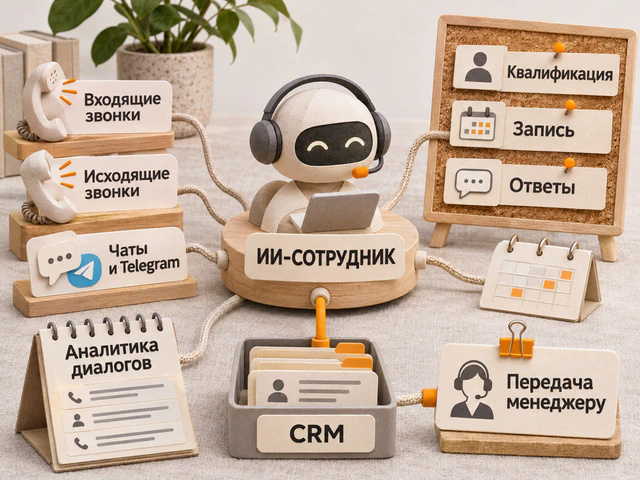 Входящие
звонки
Исходящие
звонки
Чаты
и Telegram
ИИ-СОТРУДНИК
Квалификация
Запись
Ответы
Аналитика
диалогов
CRM
Передача
менеджеру